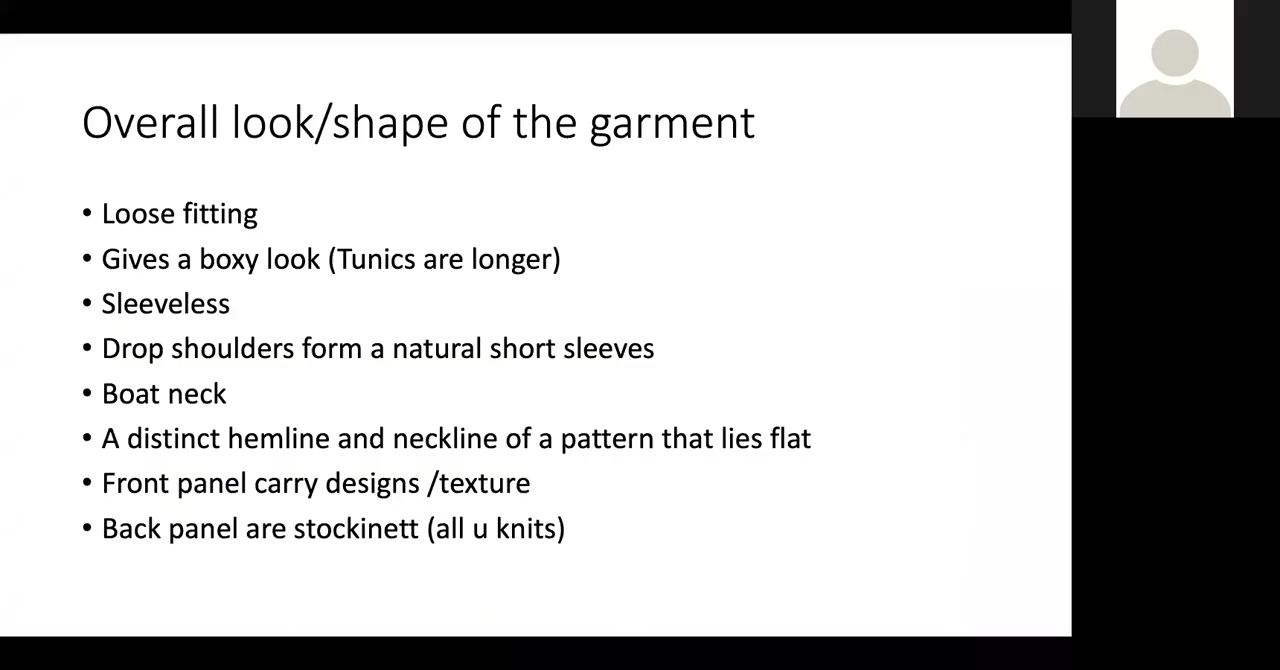 Overall look/shape of the garment
• Loose fitting
• Gives a boxy look (Tunics are longer)
• Sleeveless
• Drop shoulders form a natural short sleeves
• Boat neck
• A distinct hemline and neckline of a pattern that lies flat
• Front panel carry designs /texture
• Back panel are stockinett (all u knits)